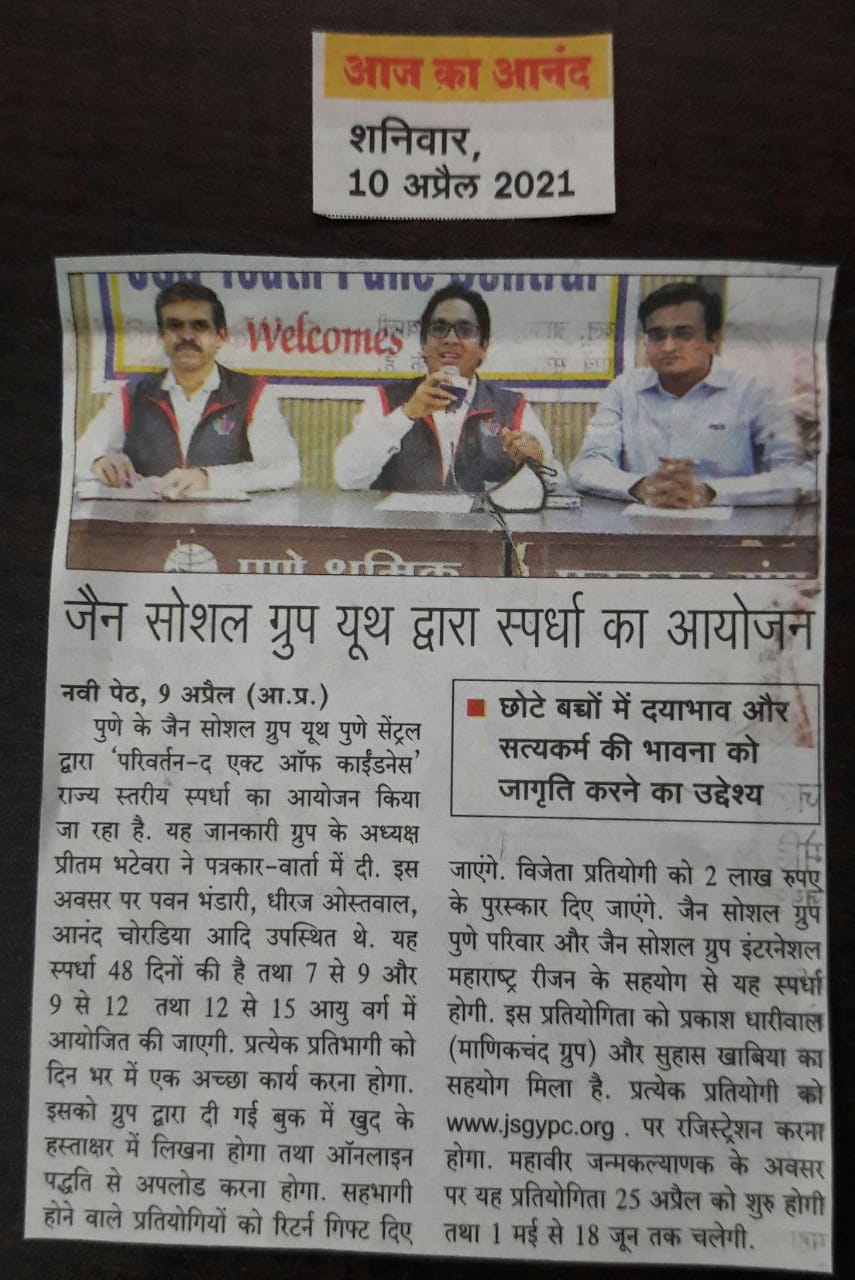 आज का आनंद
शनिवार,
10 अप्रैल 2021
Youth Pune Central
Welcomes
पुणे श्रमिक
जैन सोशल ग्रुप यूथ द्वारा स्पर्धा का आयोजन
नवी पेठ, 9 अप्रैल (आ.प्र.)
पुणे के जैन सोशल ग्रुप यूथ पुणे सेंट्रल
द्वारा ‘परिवर्तन-द एक्ट ऑफ काईंडनेस’
राज्य स्तरीय स्पर्धा का आयोजन किया
जा रहा है. यह जानकारी ग्रुप के अध्यक्ष
प्रीतम भटेवरा ने पत्रकार-वार्ता में दी. इस
अवसर पर पवन भंडारी, धीरज ओस्तवाल,
आनंद चोरडिया आदि उपस्थित थे. यह
स्पर्धा 48 दिनों की है तथा 7 से 9 और
9 से 12 तथा 12 से 15 आयु वर्ग में
आयोजित की जाएगी. प्रत्येक प्रतिभागी को
दिन भर में एक अच्छा कार्य करना होगा.
इसको ग्रुप द्वारा दी गई बुक में खुद के
हस्ताक्षर में लिखना होगा तथा ऑनलाइन
पद्धति से अपलोड करना होगा. सहभागी
होने वाले प्रतियोगियों को रिटर्न गिफ्ट दिए
■ छोटे बच्चों में दयाभाव और
सत्यकर्म की भावना को
जागृति करने का उद्देश्य
जाएंगे. विजेता प्रतियोगी को 2 लाख रुपए
के पुरस्कार दिए जाएंगे. जैन सोशल ग्रुप
पुणे परिवार और जैन सोशल ग्रुप इंटरनेशल
महाराष्ट्र रीजन के सहयोग से यह स्पर्धा
होगी. इस प्रतियोगिता को प्रकाश धारीवाल
(माणिकचंद ग्रुप) और सुहास खाबिया का
सहयोग मिला है. प्रत्येक प्रतियोगी को
www.jsgypc.org . पर रजिस्ट्रेशन करना
होगा. महावीर जन्मकल्याणक के अवसर
पर यह प्रतियोगिता 25 अप्रैल को शुरु होगी
तथा 1 मई से 18 जून तक चलेगी.